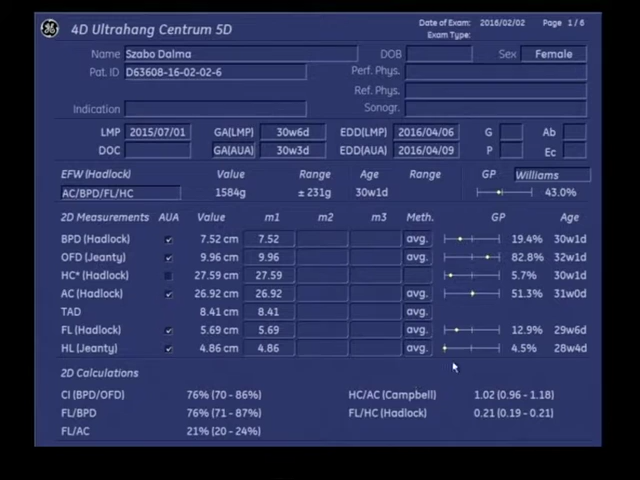 4D Ultrahang Centrum 5D
Date of Exam: 2016/02/02 Page 1 / 6
Exam Type:
Name Szabo Dalma DOB Sex Female
Pat. ID D63608-16-02-02-6 Perf. Phys.
Ref. Phys.
Indication Sonogr.
LMP 2015/07/01 GA(LMP) 30w6d EDD(LMP) 2016/04/06 G Ab
DOC GA(AUA) 30w3d EDD(AUA) 2016/04/09 P Ec
EFW (Hadlock) Value Range Age Range GP Williams
AC/BPD/FL/HC 1584g ± 231g 30w1d 43.0%
2D Measurements AUA Value m1 m2 m3 Meth. GP Age
BPD (Hadlock) 7.52 cm 7.52 avg. 19.4% 30w1d
OFD (Jeanty) 9.96 cm 9.96 avg. 82.8% 32w1d
HC* (Hadlock) 27.59 cm 27.59 5.7% 30w1d
AC (Hadlock) 26.92 cm 26.92 avg. 51.3% 31w0d
TAD 8.41 cm 8.41 avg.
FL (Hadlock) 5.69 cm 5.69 avg. 12.9% 29w6d
HL (Jeanty) 4.86 cm 4.86 avg. 4.5% 28w4d
2D Calculations
CI (BPD/OFD) 76% (70 - 86%) HC/AC (Campbell) 1.02 (0.96 - 1.18)
FL/BPD 76% (71 - 87%) FL/HC (Hadlock) 0.21 (0.19 - 0.21)
FL/AC 21% (20 - 24%)